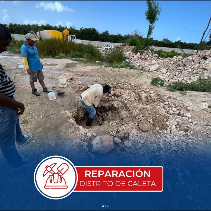 REPARACIÓN
DISTRITO DE CALETA